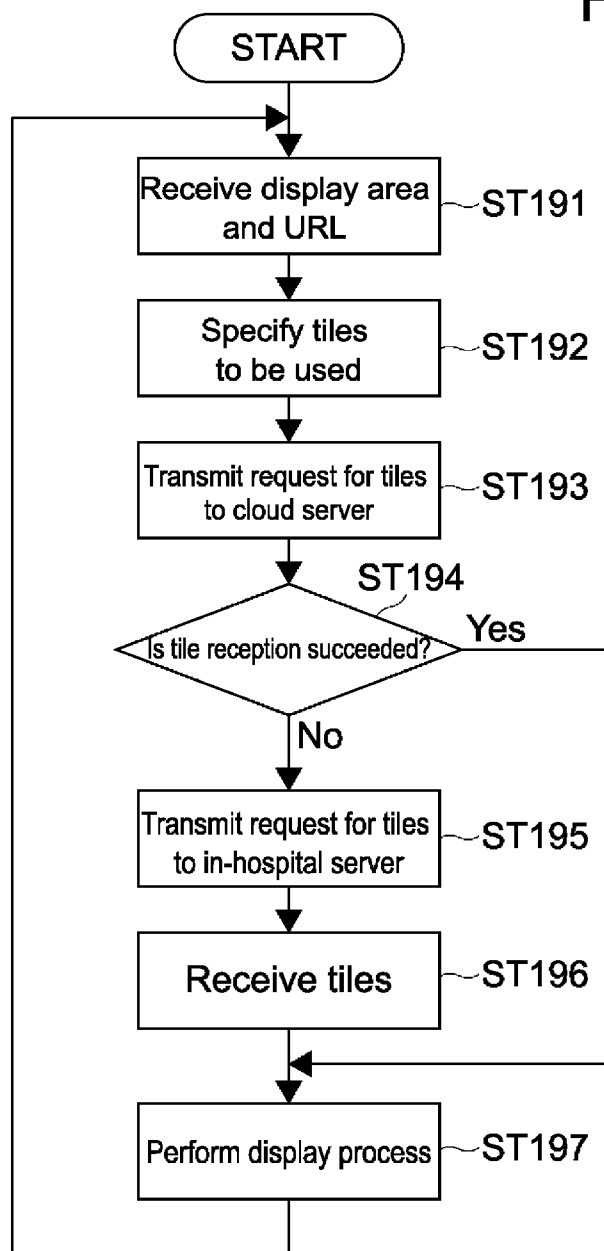 START
Receive display area
and URL
ST191
Specify tiles
to be used
ST192
Transmit request for tiles
to cloud server
ST193
ST194
Is tile reception succeeded?
Yes
No
Transmit request for tiles
to in-hospital server
ST195
Receive tiles
ST196
Perform display process
ST197